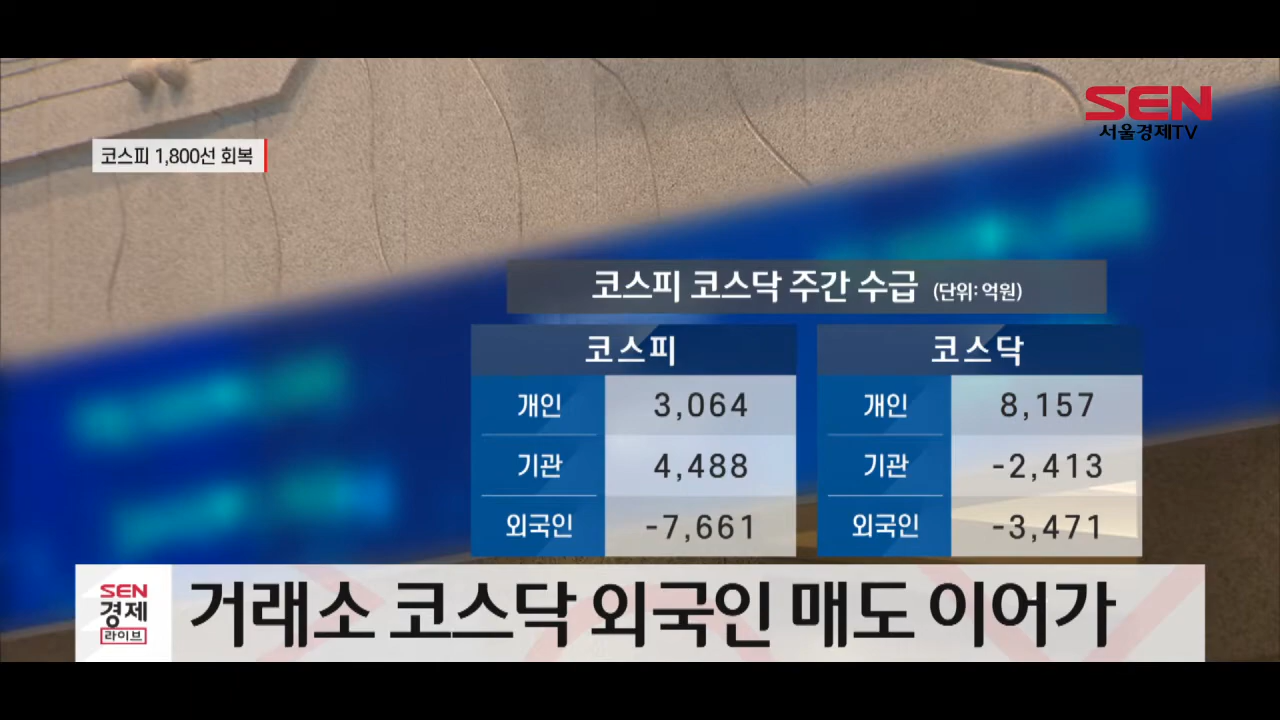 SEN
서울경제TV
코스피 1,800선 회복
코스피 코스닥 주간 수급 (단위: 억원)
코스피
개인 3,064
기관 4,488
외국인 -7,661
코스닥
개인 8,157
기관 -2,413
외국인 -3,471
SEN
경제
라이브
거래소 코스닥 외국인 매도 이어가